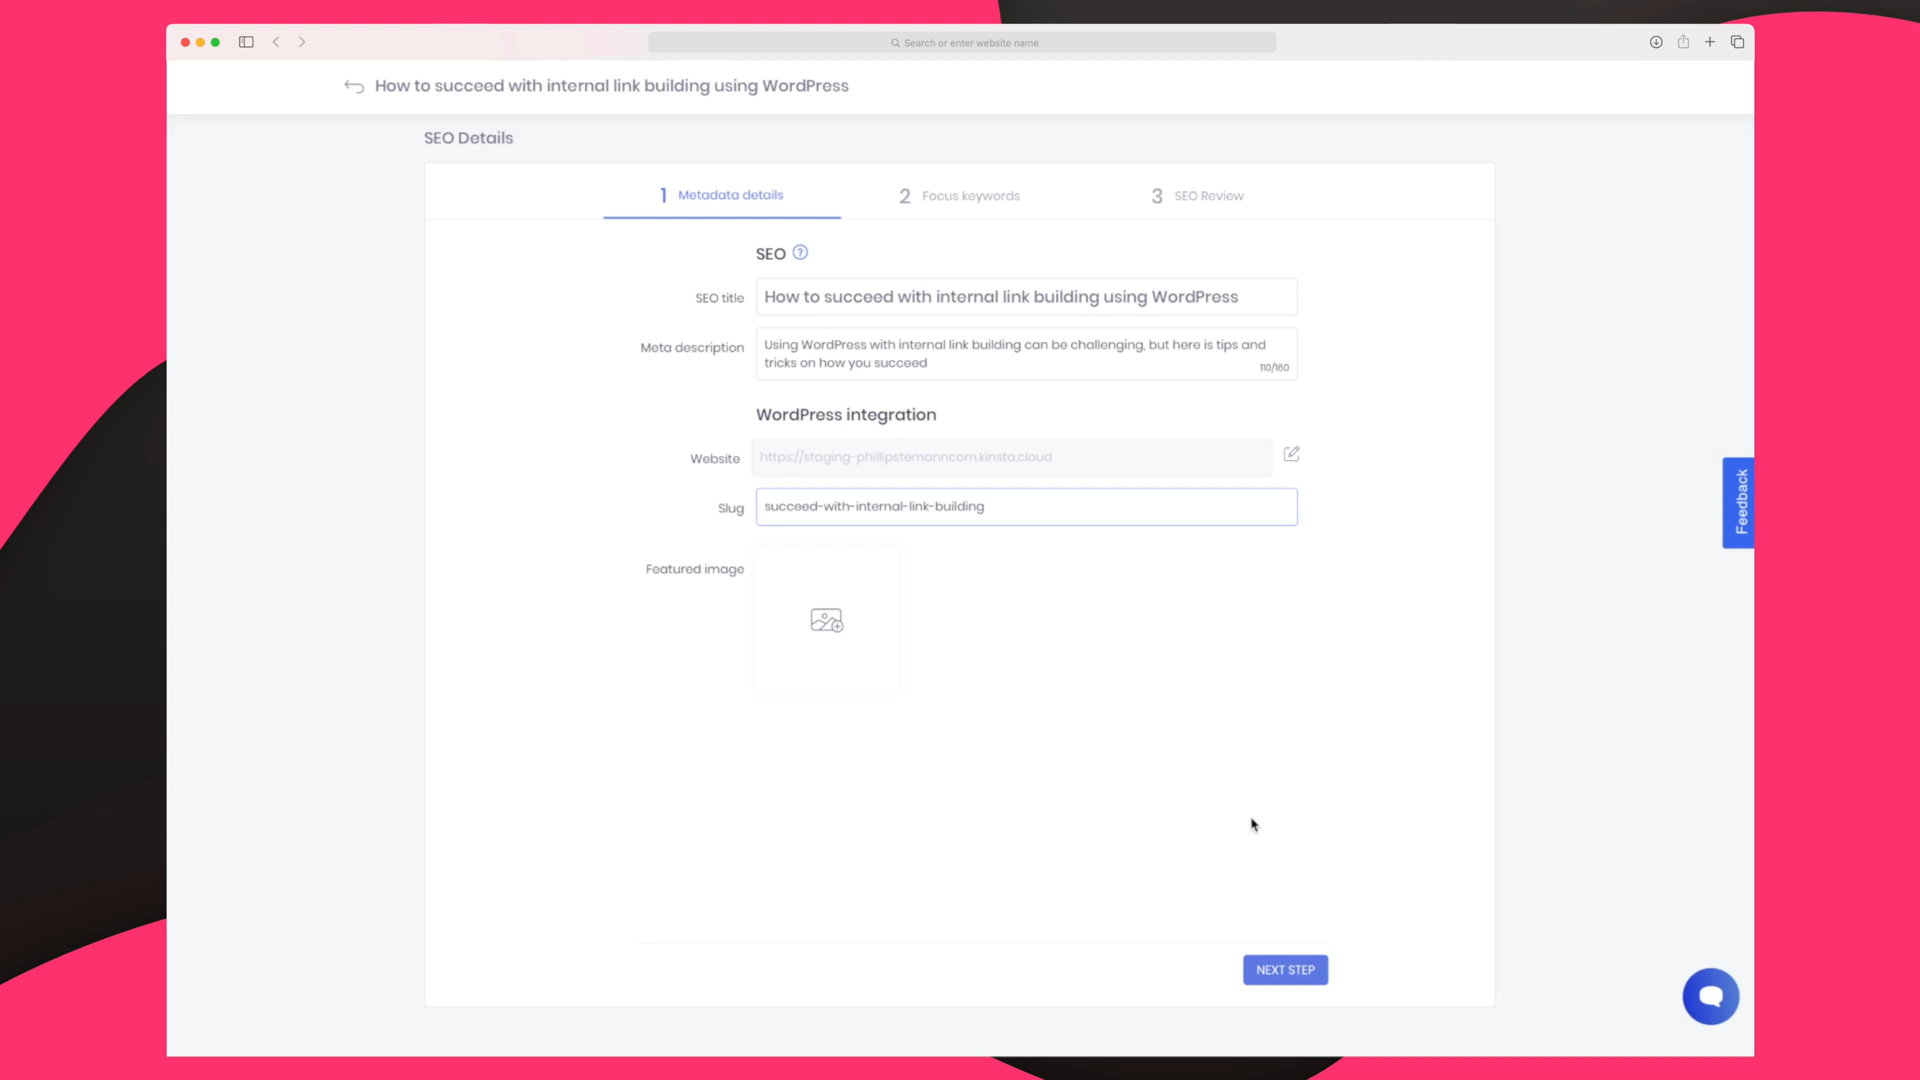 Search or enter website name
How to succeed with internal link building using WordPress
SEO Details
1 Metadata details
2 Focus keywords
3 SEO Review
SEO ?
SEO title
How to succeed with internal link building using WordPress
Meta description
Using WordPress with internal link building can be challenging, but here is tips and
tricks on how you succeed
110/160
WordPress integration
Website
https://staging-phillipstemanncom.kinsta.cloud
Slug
succeed-with-internal-link-building
Feedback
Featured image
NEXT STEP